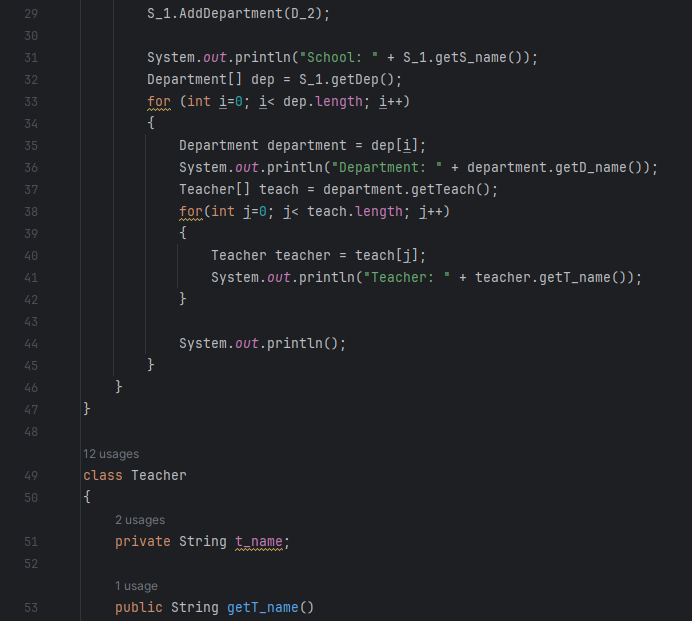 29 S_1.AddDepartment(D_2);
30
31 System.out.println("School: " + S_1.getS_name());
32 Department[] dep = S_1.getDep();
33 for (int i=0; i< dep.length; i++)
34 {
35 Department department = dep[i];
36 System.out.println("Department: " + department.getD_name());
37 Teacher[] teach = department.getTeach();
38 for(int j=0; j< teach.length; j++)
39 {
40 Teacher teacher = teach[j];
41 System.out.println("Teacher: " + teacher.getT_name());
42 }
43
44 System.out.println();
45 }
46 }
47 }
48
12 usages
49 class Teacher
50 {
2 usages
51 private String t_name;
52
1 usage
53 public String getT_name()